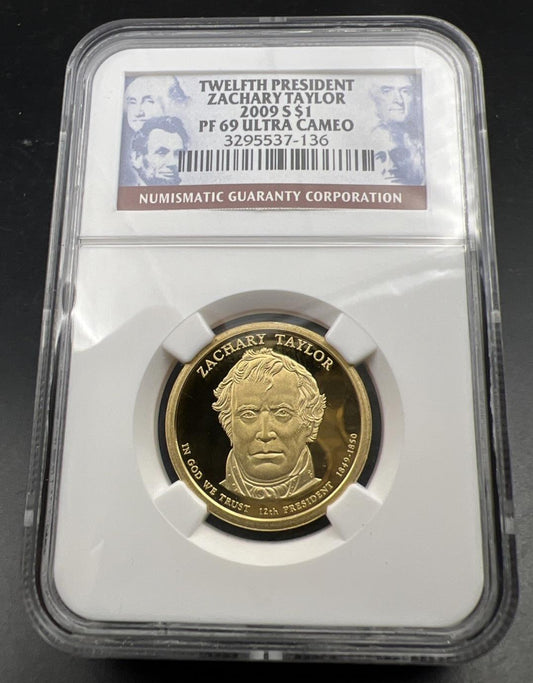 TWELFTH PRESIDENT
ZACHARY TAYLOR
2009 S $1
PF 69 ULTRA CAMEO
3295537-136
NUMISMATIC GUARANTY CORPORATION
ZACHARY TAYLOR
IN GOD WE TRUST 12th PRESIDENT 1849-1850